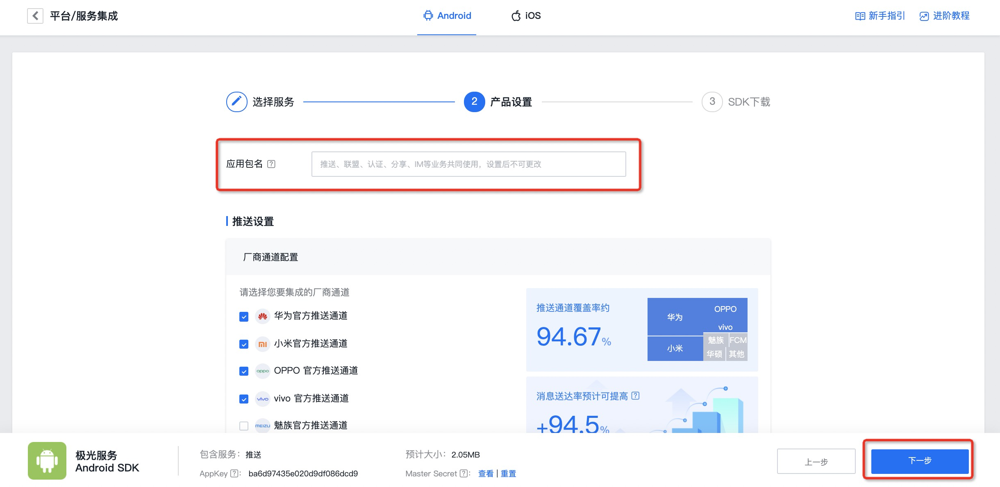 平台/服务集成
Android
iOS
新手指引
进阶教程
选择服务
2 产品设置
3 SDK下载
应用包名 ?
推送、联盟、认证、分享、IM等业务共同使用，设置后不可更改
推送设置
厂商通道配置
请选择您要集成的厂商通道
华为官方推送通道
mi 小米官方推送通道
oppo OPPO 官方推送通道
vivo vivo 官方推送通道
MEIZU 魅族官方推送通道
推送通道覆盖率约
94.67%
华为
OPPO
vivo
小米
魅族
FCM
华硕
其他
消息送达率预计可提高 ?
+94.5%
极光服务
Android SDK
包含服务： 推送
AppKey ?： ba6d97435e020d9df086dcd9
预计大小： 2.05MB
Master Secret ?： 查看 | 重置
上一步
下一步